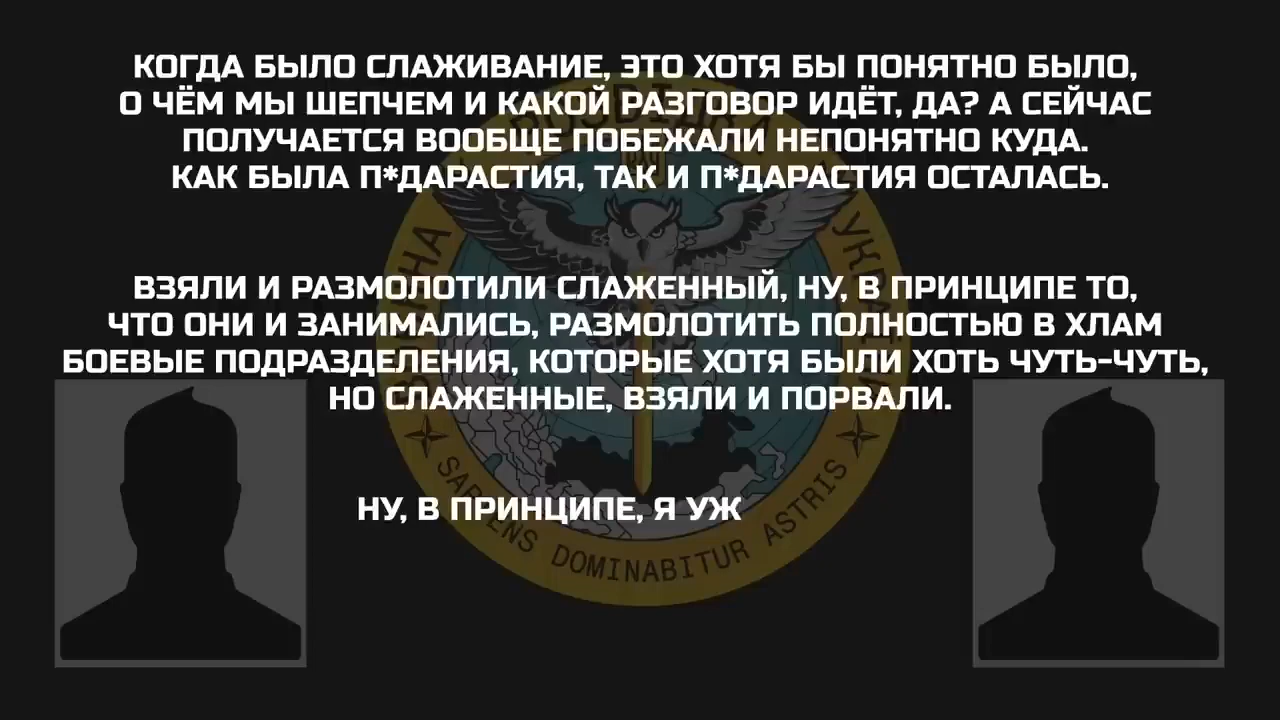 КОГДА БЫЛО СЛАЖИВАНИЕ, ЭТО ХОТЯ БЫ ПОНЯТНО БЫЛО,
О ЧЁМ МЫ ШЕПЧЕМ И КАКОЙ РАЗГОВОР ИДЁТ, ДА? А СЕЙЧАС
ПОЛУЧАЕТСЯ ВООБЩЕ ПОБЕЖАЛИ НЕПОНЯТНО КУДА.
КАК БЫЛА П*ДАРАСТИЯ, ТАК И П*ДАРАСТИЯ ОСТАЛАСЬ.
ВЗЯЛИ И РАЗМОЛОТИЛИ СЛАЖЕННЫЙ, НУ, В ПРИНЦИПЕ ТО,
ЧТО ОНИ И ЗАНИМАЛИСЬ, РАЗМОЛОТИТЬ ПОЛНОСТЬЮ В ХЛАМ
БОЕВЫЕ ПОДРАЗДЕЛЕНИЯ, КОТОРЫЕ ХОТЯ БЫЛИ ХОТЬ ЧУТЬ-ЧУТЬ,
НО СЛАЖЕННЫЕ, ВЗЯЛИ И ПОРВАЛИ.
НУ, В ПРИНЦИПЕ, Я УЖ
SAPIENS DOMINABITUR ASTRIS